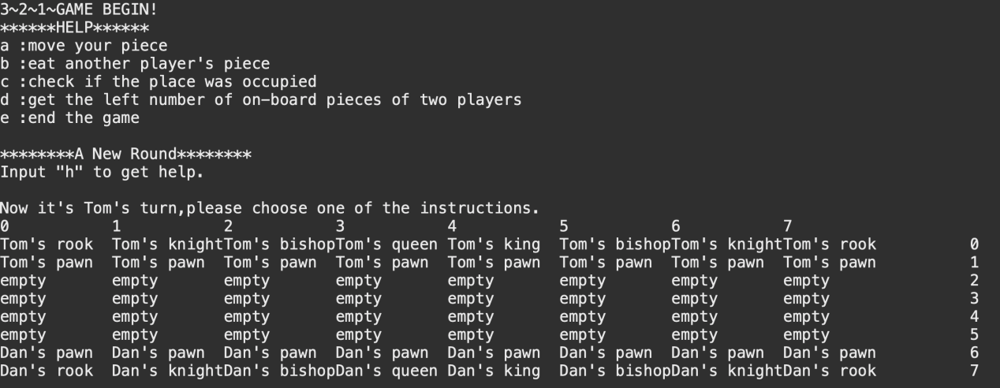 3~2~1~GAME BEGIN!
******HELP******
a :move your piece
b :eat another player's piece
c :check if the place was occupied
d :get the left number of on-board pieces of two players
e :end the game
********A New Round********
Input "h" to get help.
Now it's Tom's turn,please choose one of the instructions.
0           1           2           3           4           5           6           7
Tom's rook  Tom's knightTom's bishopTom's queen Tom's king  Tom's bishopTom's knightTom's rook          0
Tom's pawn  Tom's pawn  Tom's pawn  Tom's pawn  Tom's pawn  Tom's pawn  Tom's pawn  Tom's pawn          1
empty       empty       empty       empty       empty       empty       empty       empty               2
empty       empty       empty       empty       empty       empty       empty       empty               3
empty       empty       empty       empty       empty       empty       empty       empty               4
empty       empty       empty       empty       empty       empty       empty       empty               5
Dan's pawn  Dan's pawn  Dan's pawn  Dan's pawn  Dan's pawn  Dan's pawn  Dan's pawn  Dan's pawn          6
Dan's rook  Dan's knightDan's bishopDan's queen Dan's king  Dan's bishopDan's knightDan's rook          7